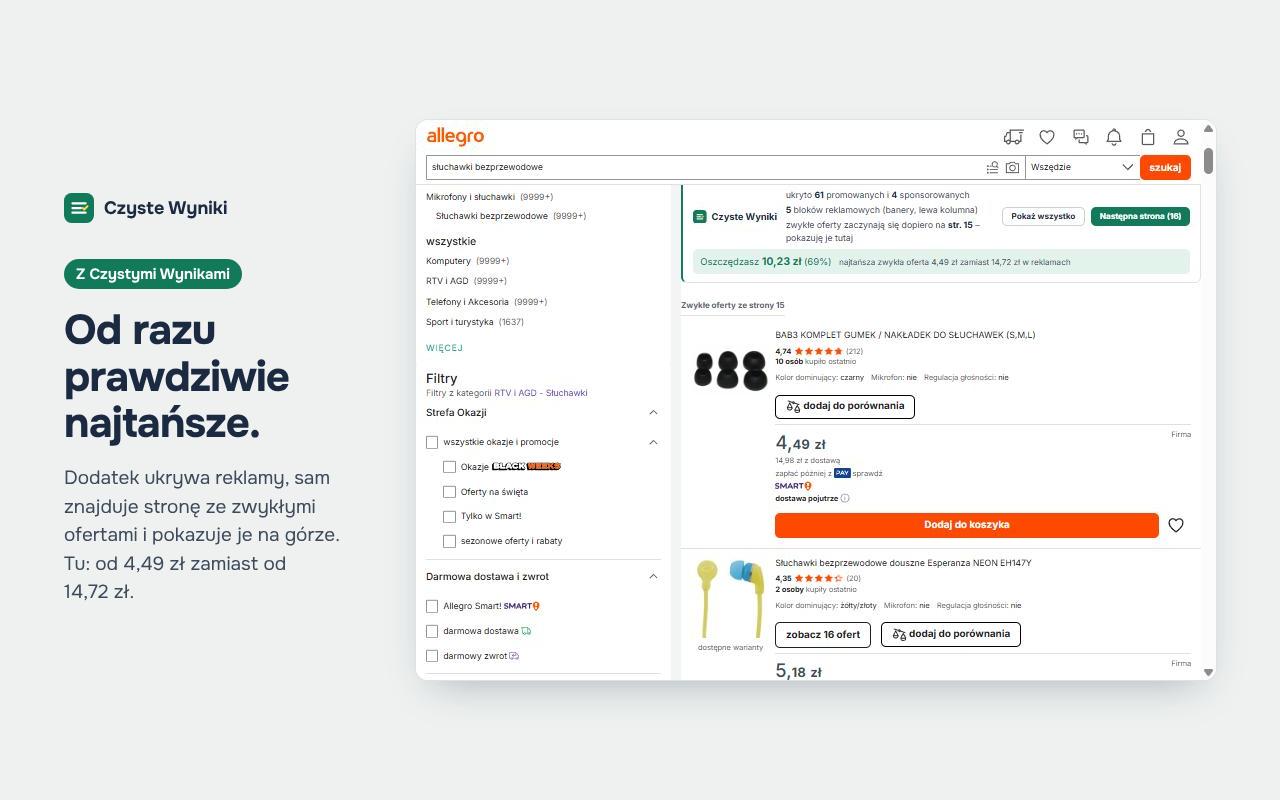 Czyste Wyniki
Z Czystymi Wynikami
Od razu
prawdziwie
najtańsze.
Dodatek ukrywa reklamy, sam
znajduje stronę ze zwykłymi
ofertami i pokazuje je na górze.
Tu: od 4,49 zł zamiast od
14,72 zł.
allegro
słuchawki bezprzewodowe
Wszędzie
szukaj
Mikrofony i słuchawki (9999+)
Słuchawki bezprzewodowe (9999+)
wszystkie
Komputery (9999+)
RTV i AGD (9999+)
Telefony i Akcesoria (9999+)
Sport i turystyka (1637)
WIĘCEJ
Filtry
Filtry z kategorii RTV i AGD - Słuchawki
Strefa Okazji
wszystkie okazje i promocje
Okazje BLACK WEEKS
Oferty na święta
Tylko w Smart!
sezonowe oferty i rabaty
Darmowa dostawa i zwrot
Allegro Smart! SMART
darmowa dostawa
darmowy zwrot
Czyste Wyniki
ukryto 61 promowanych i 4 sponsorowanych
5 bloków reklamowych (banery, lewa kolumna)
zwykłe oferty zaczynają się dopiero na str. 15 –
pokazuję je tutaj
Pokaż wszystko
Następna strona (16)
Oszczędzasz 10,23 zł (69%) najtańsza zwykła oferta 4,49 zł zamiast 14,72 zł w reklamach
Zwykłe oferty ze strony 15
BAB3 KOMPLET GUMEK / NAKŁADEK DO SŁUCHAWEK (S,M,L)
4,74 (212)
10 osób kupiło ostatnio
Kolor dominujący: czarny Mikrofon: nie Regulacja głośności: nie
dodaj do porównania
4,49 zł
Firma
14,98 zł z dostawą
zapłać później z PAY sprawdź
SMART
dostawa pojutrze
Dodaj do koszyka
Słuchawki bezprzewodowe douszne Esperanza NEON EH147Y
4,35 (20)
2 osoby kupiło ostatnio
Kolor dominujący: żółty/złoty Mikrofon: nie Regulacja głośności: nie
zobacz 16 ofert
dodaj do porównania
dostępne warianty
5,18 zł
Firma